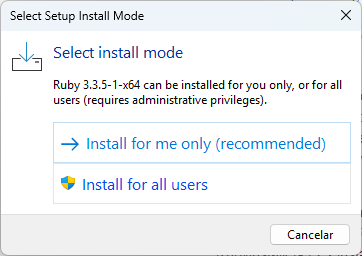 Select Setup Install Mode
Select install mode
Ruby 3.3.5-1-x64 can be installed for you only, or for all
users (requires administrative privileges).
Install for me only (recommended)
Install for all users
Cancelar